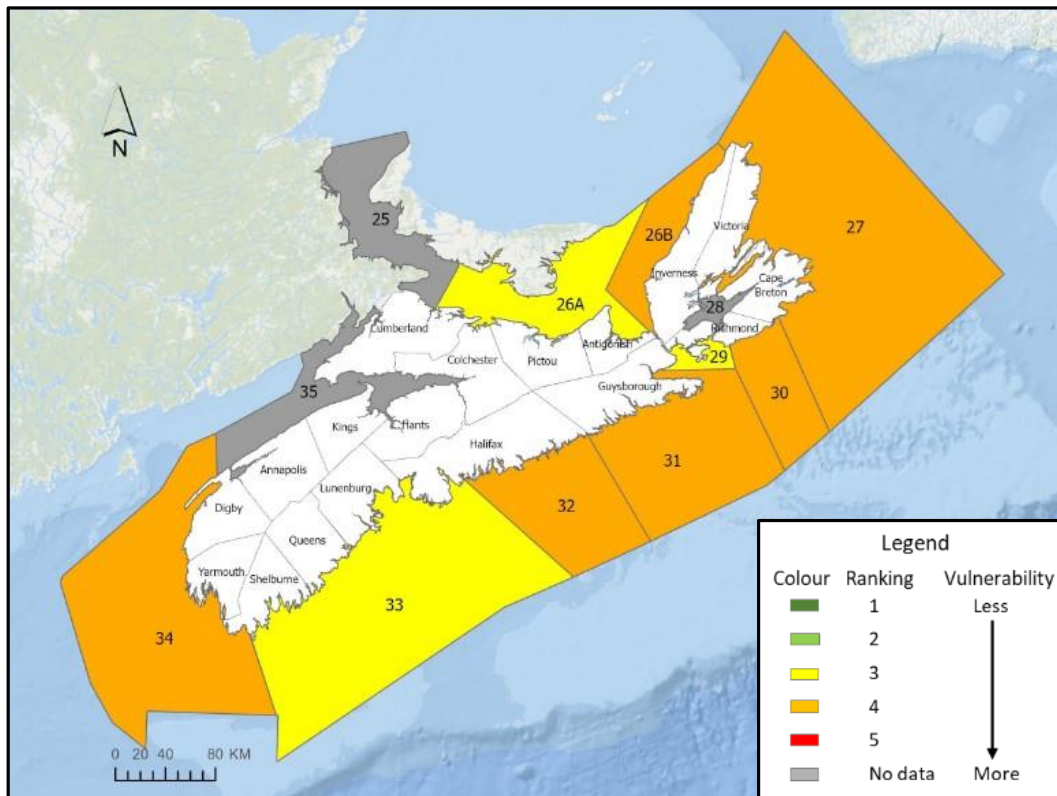 N
25
Victoria
26B
27
Inverness
Cape
Breton
28
26A
Richmond
Cumberland
Antigonish
29
Colchester
Pictou
35
Guysborough
30
Kings
Hants
Halifax
Annapolis
31
Lunenburg
32
Digby
Queens
Yarmouth
Shelburne
33
34
0 20 40 80 KM
Legend
Colour Ranking Vulnerability
1 Less
2
3
4
5
No data More